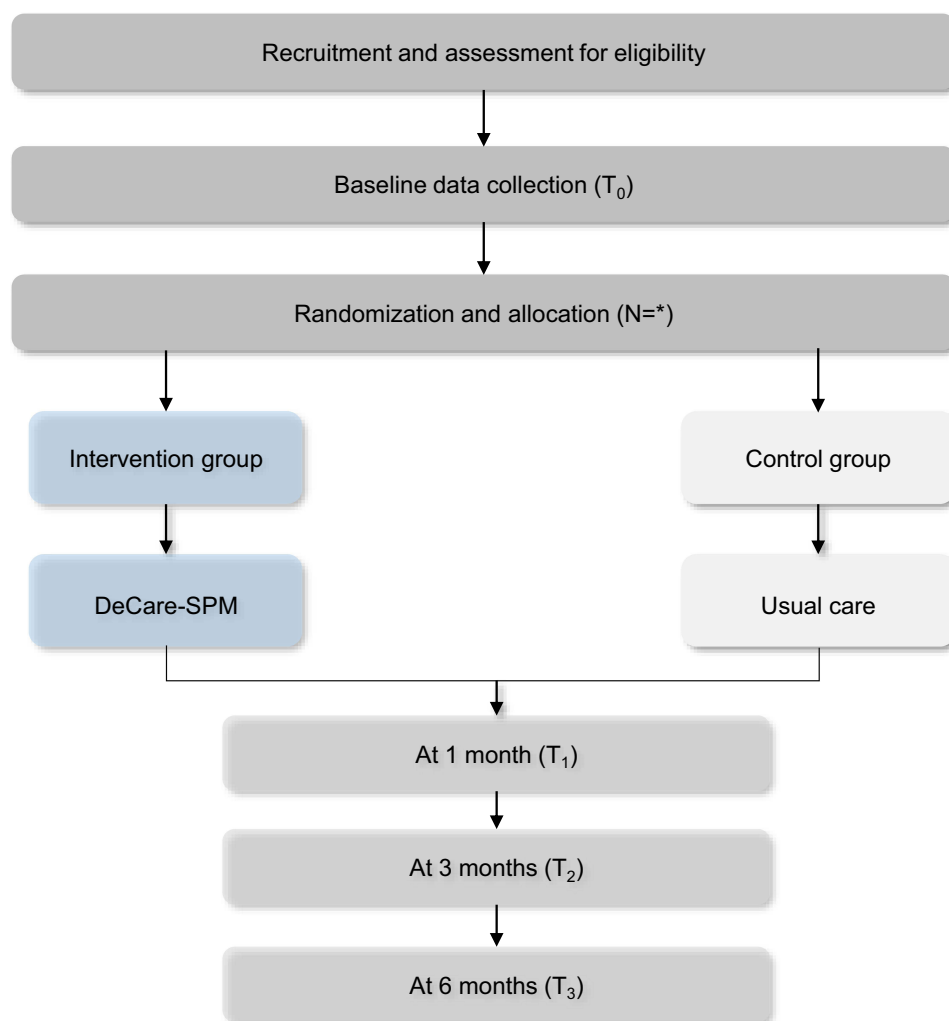 Recruitment and assessment for eligibility
Baseline data collection (T₀)
Randomization and allocation (N=*)
Intervention group
Control group
DeCare-SPM
Usual care
At 1 month (T₁)
At 3 months (T₂)
At 6 months (T₃)